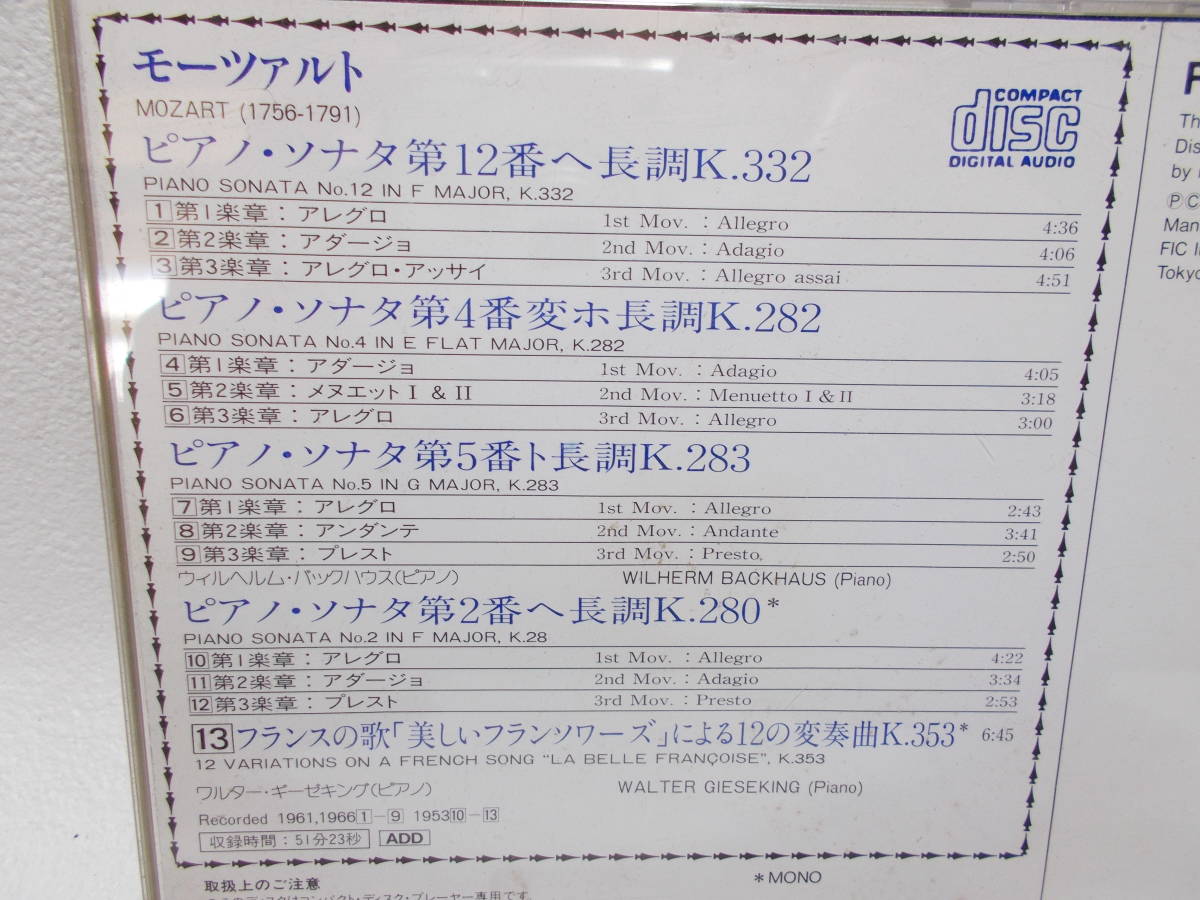 モーツァルト
MOZART (1756-1791)
COMPACT
disc
DIGITAL AUDIO
ピアノ・ソナタ第12番ヘ長調K.332
PIANO SONATA No.12 IN F MAJOR, K.332
1 第1楽章：アレグロ 1st Mov. : Allegro 4:36
2 第2楽章：アダージョ 2nd Mov. : Adagio 4:06
3 第3楽章：アレグロ・アッサイ 3rd Mov. : Allegro assai 4:51
ピアノ・ソナタ第4番変ホ長調K.282
PIANO SONATA No.4 IN E FLAT MAJOR, K.282
4 第1楽章：アダージョ 1st Mov. : Adagio 4:05
5 第2楽章：メヌエットI & II 2nd Mov. : Menuetto I & II 3:18
6 第3楽章：アレグロ 3rd Mov. : Allegro 3:00
ピアノ・ソナタ第5番ト長調K.283
PIANO SONATA No.5 IN G MAJOR, K.283
7 第1楽章：アレグロ 1st Mov. : Allegro 2:43
8 第2楽章：アンダンテ 2nd Mov. : Andante 3:41
9 第3楽章：プレスト 3rd Mov. : Presto, 2:50
ウィルヘルム・バックハウス(ピアノ) WILHERM BACKHAUS (Piano)
ピアノ・ソナタ第2番ヘ長調K.280*
PIANO SONATA No.2 IN F MAJOR, K.28
10 第1楽章：アレグロ 1st Mov. : Allegro 4:22
11 第2楽章：アダージョ 2nd Mov. : Adagio 3:34
12 第3楽章：プレスト 3rd Mov. : Presto 2:53
13 フランスの歌「美しいフランソワーズ」による12の変奏曲K.353* 6:45
12 VARIATIONS ON A FRENCH SONG "LA BELLE FRANÇOISE", K.353
ワルター・ギーゼキング(ピアノ) WALTER GIESEKING (Piano)
Recorded 1961,1966 1-9 1953 10-13
収録時間：51分23秒 ADD
*MONO
取扱上のご注意
Th
Dis
by
ⓅC
Man
FIC I
Tokyo